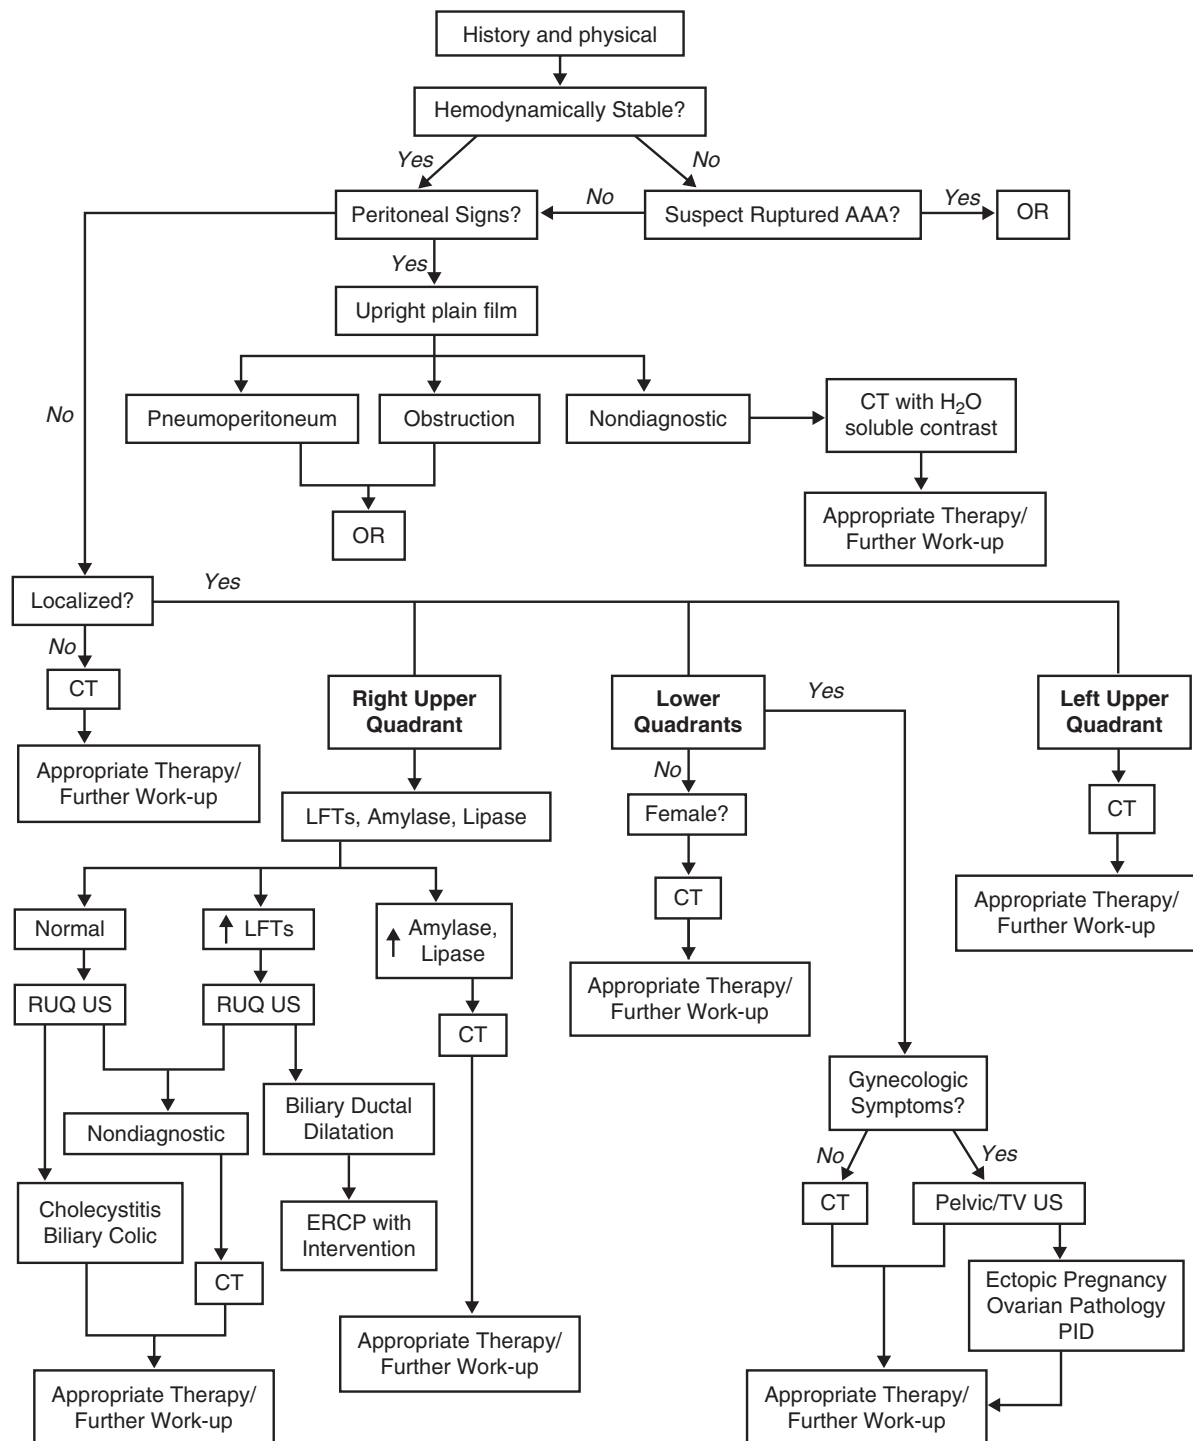 History and physical
Hemodynamically Stable?
Yes
No
Peritoneal Signs?
No
Suspect Ruptured AAA?
Yes
OR
Yes
Upright plain film
No
Pneumoperitoneum
Obstruction
Nondiagnostic
CT with H₂O
soluble contrast
OR
Appropriate Therapy/
Further Work-up
Localized?
Yes
No
CT
Appropriate Therapy/
Further Work-up
Right Upper
Quadrant
Lower
Quadrants
Yes
Left Upper
Quadrant
LFTs, Amylase, Lipase
No
Female?
CT
Appropriate Therapy/
Further Work-up
CT
Appropriate Therapy/
Further Work-up
Normal
↑ LFTs
↑ Amylase,
Lipase
RUQ US
RUQ US
CT
Nondiagnostic
Biliary Ductal
Dilatation
Cholecystitis
Biliary Colic
ERCP with
Intervention
CT
Appropriate Therapy/
Further Work-up
Appropriate Therapy/
Further Work-up
Gynecologic
Symptoms?
No
Yes
CT
Pelvic/TV US
Ectopic Pregnancy
Ovarian Pathology
PID
Appropriate Therapy/
Further Work-up